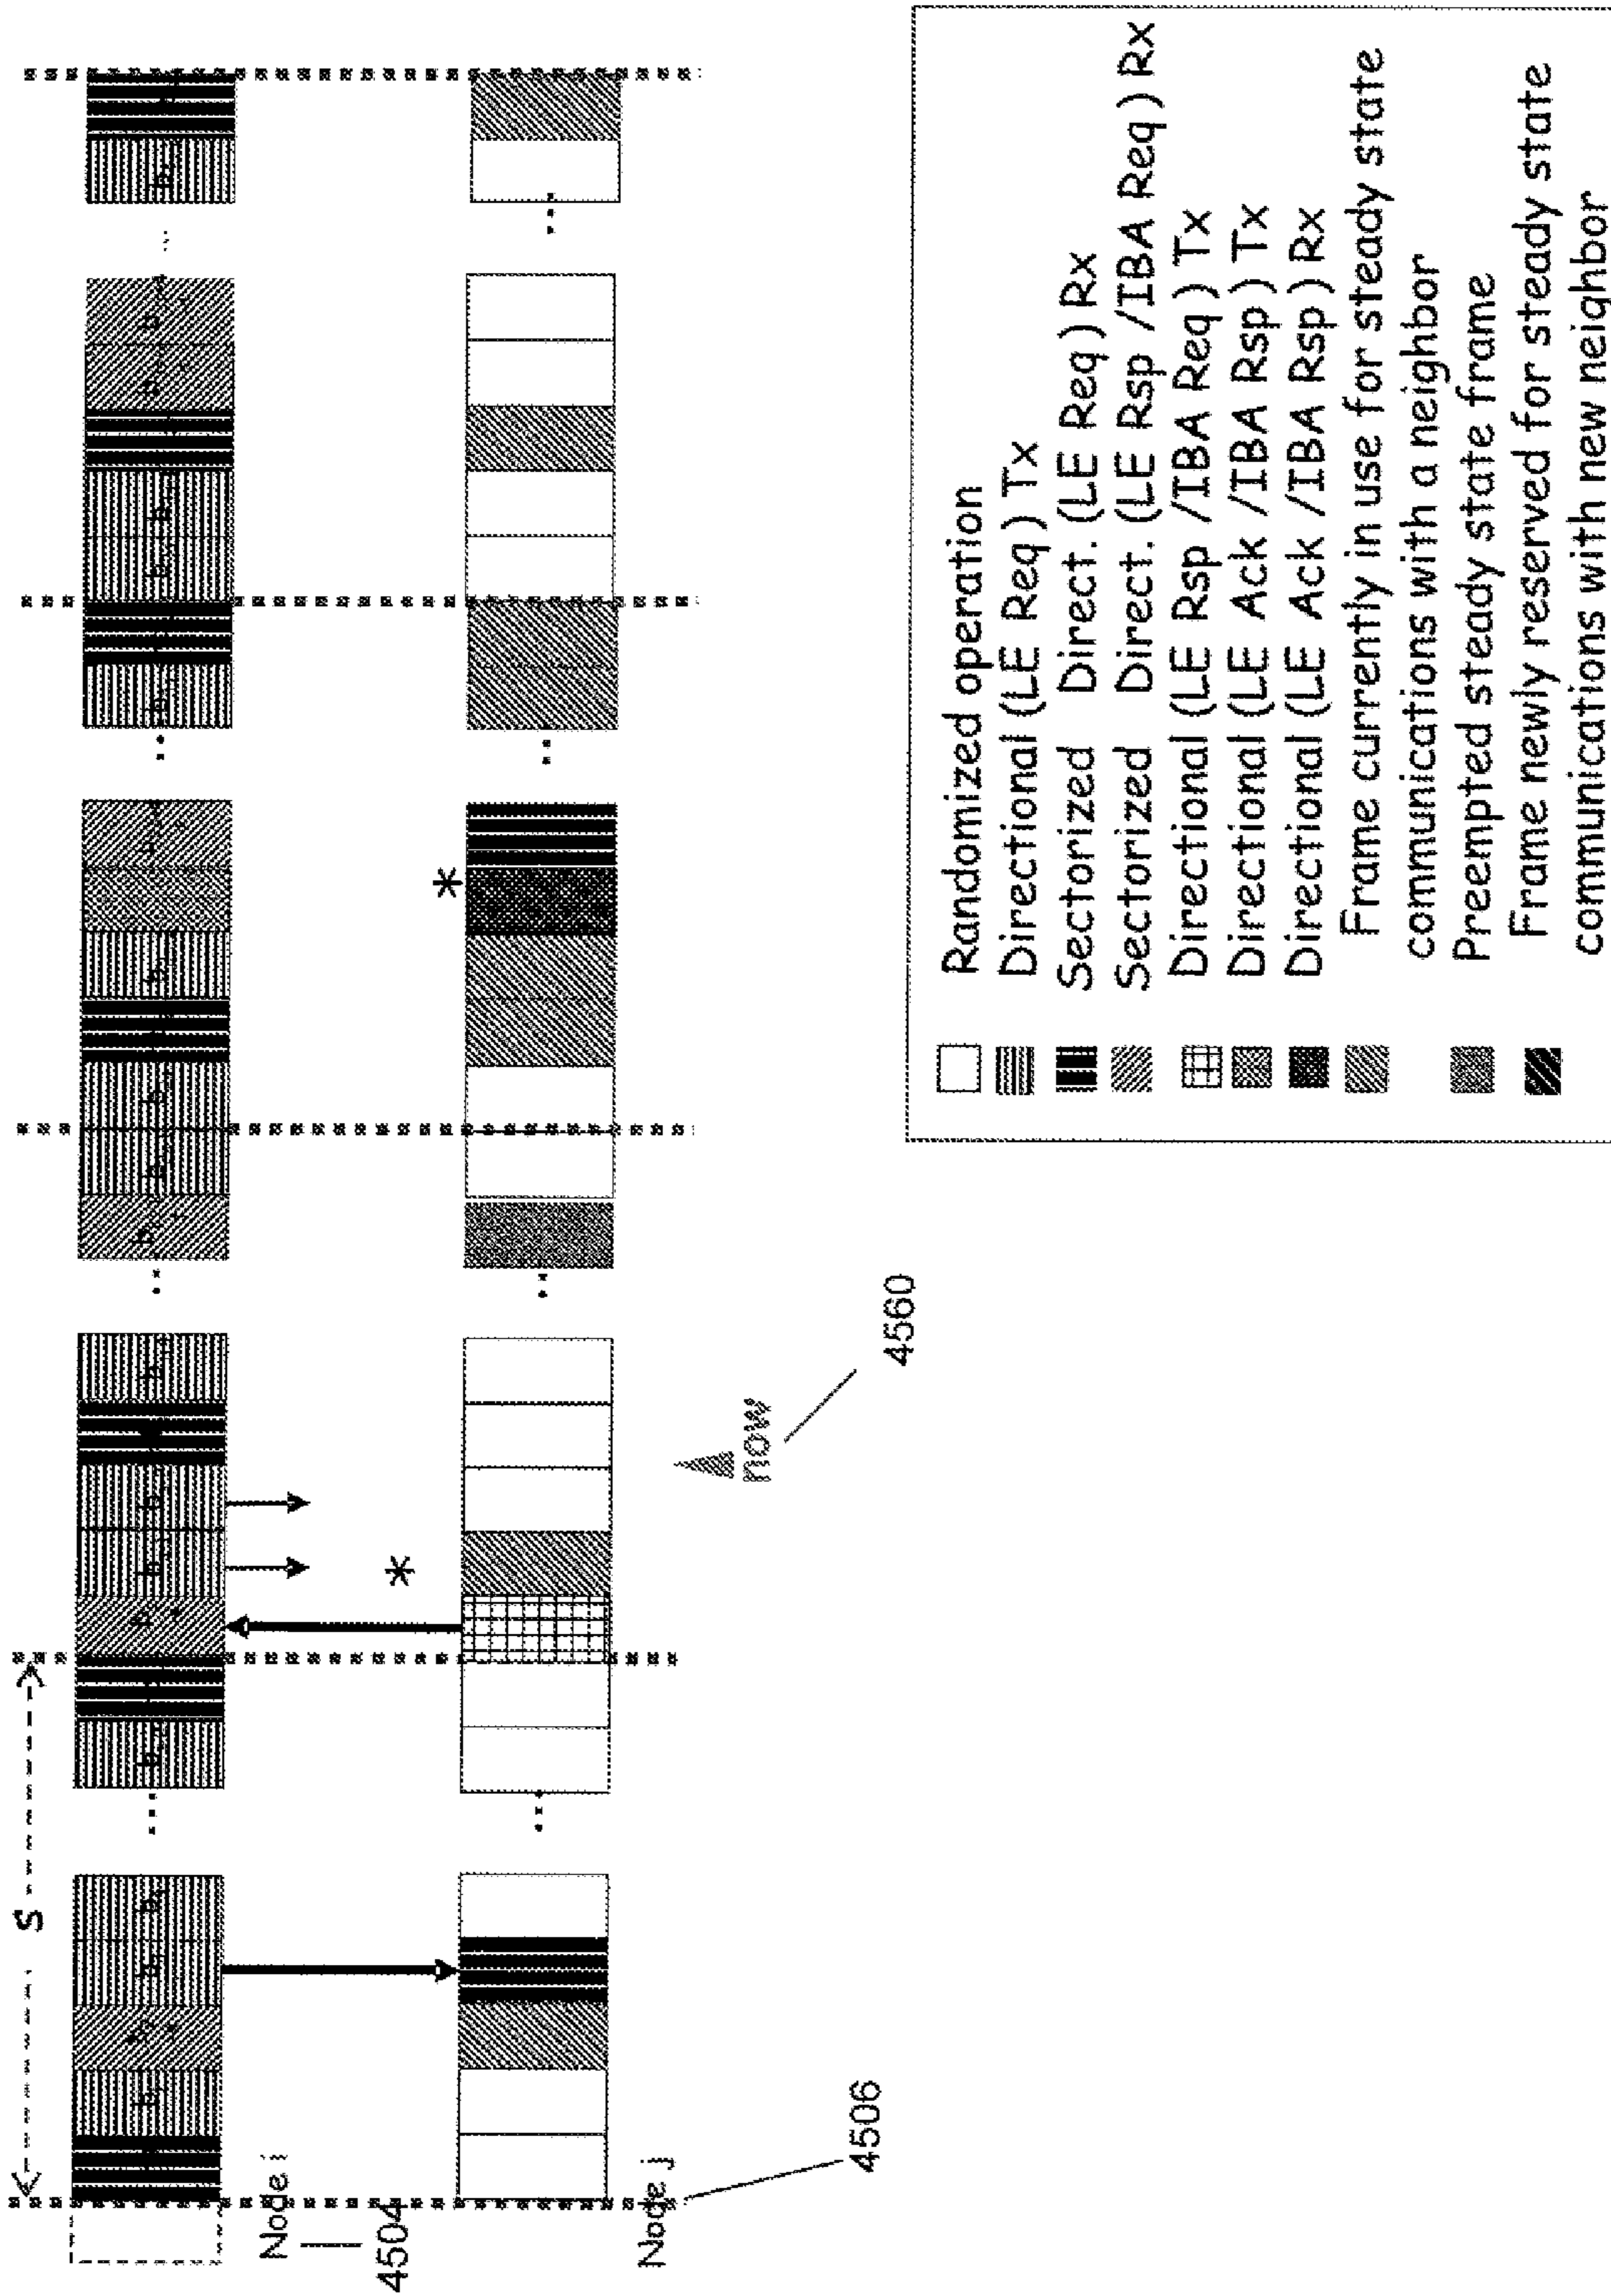 S
Node i
4504
*
*
Node j
4506
now
4560
Randomized operation
Directional (LE Req) Tx
Sectorized Direct. (LE Req) Rx
Sectorized Direct. (LE Rsp /IBA Req) Rx
Directional (LE Rsp /IBA Req) Tx
Directional (LE Ack /IBA Rsp) Tx
Directional (LE Ack /IBA Rsp) Rx
Frame currently in use for steady state
communications with a neighbor
Preempted steady state frame
Frame newly reserved for steady state
communications with new neighbor